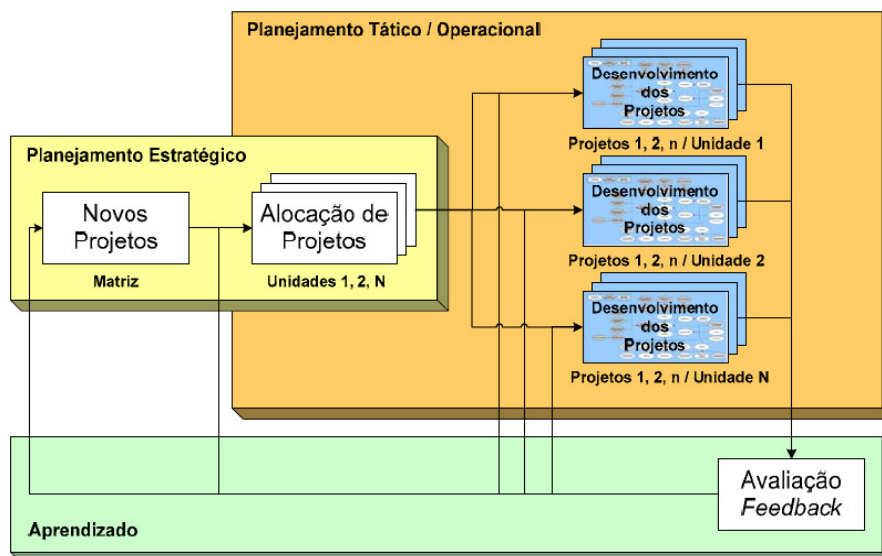 Planejamento Tático / Operacional
Desenvolvimento
dos
Projetos
Projetos 1, 2, n / Unidade 1
Planejamento Estratégico
Novos
Projetos
Matriz
Alocação de
Projetos
Unidades 1, 2, N
Desenvolvimento
dos
Projetos
Projetos 1, 2, n / Unidade 2
Desenvolvimento
dos
Projetos
Projetos 1, 2, n / Unidade N
Avaliação
Feedback
Aprendizado